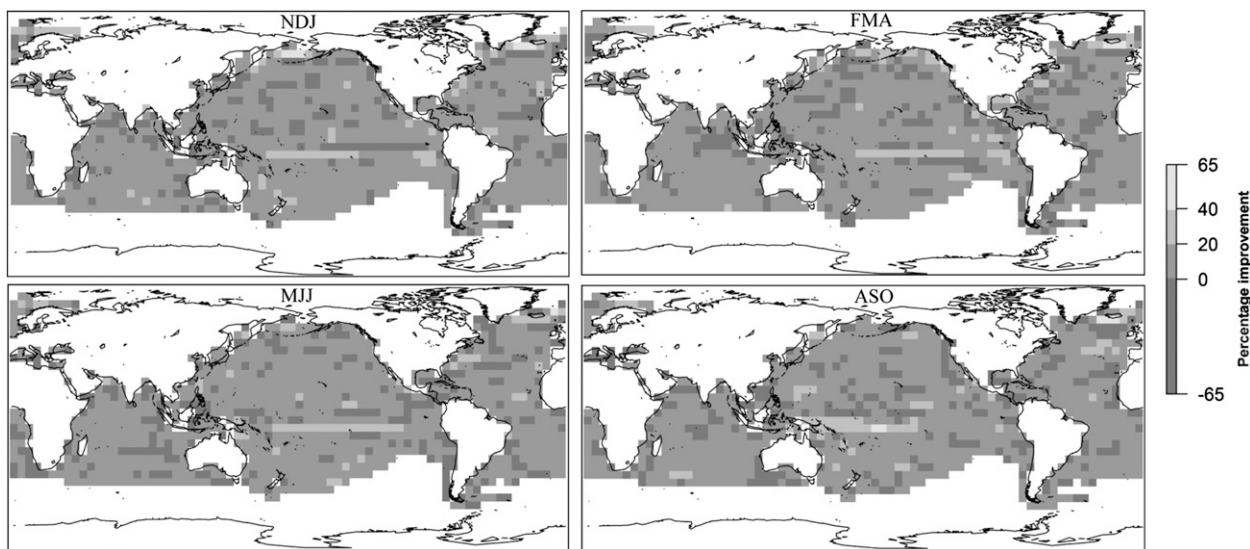 NDJ
FMA
MJJ
ASO
65
40
20
0
-65
Percentage improvement